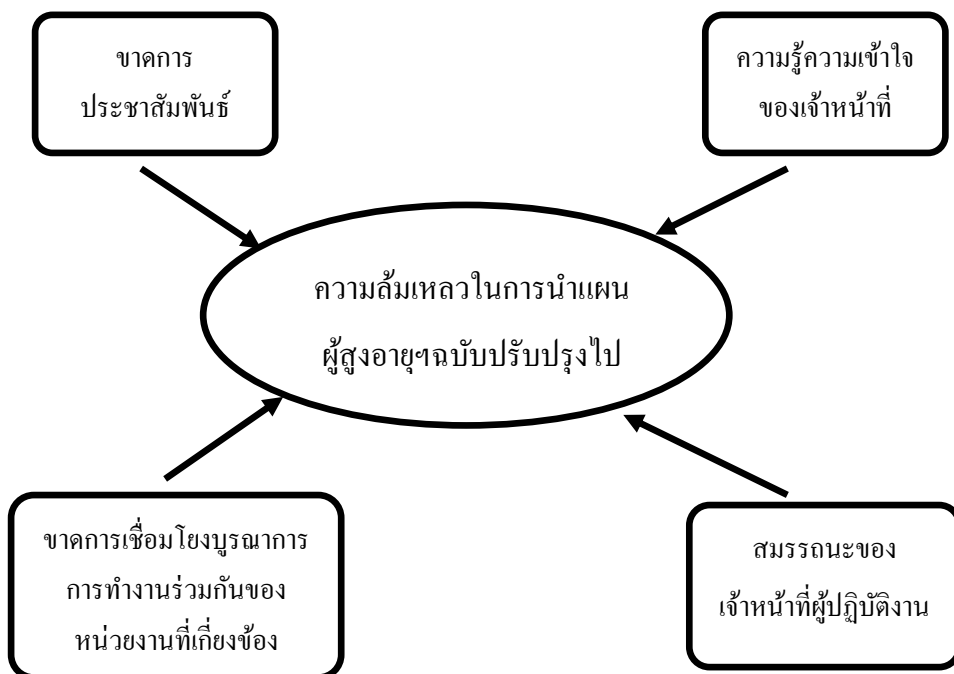 ขาดการ
ประชาสัมพันธ์
ความรู้ความเข้าใจ
ของเจ้าหน้าที่
ความล้มเหลวในการนำแผน
ผู้สูงอายุฯฉบับปรับปรุงไป
ขาดการเชื่อมโยงบูรณาการ
การทำงานร่วมกันของ
หน่วยงานที่เกี่ยงข้อง
สมรรถนะของ
เจ้าหน้าที่ผู้ปฏิบัติงาน